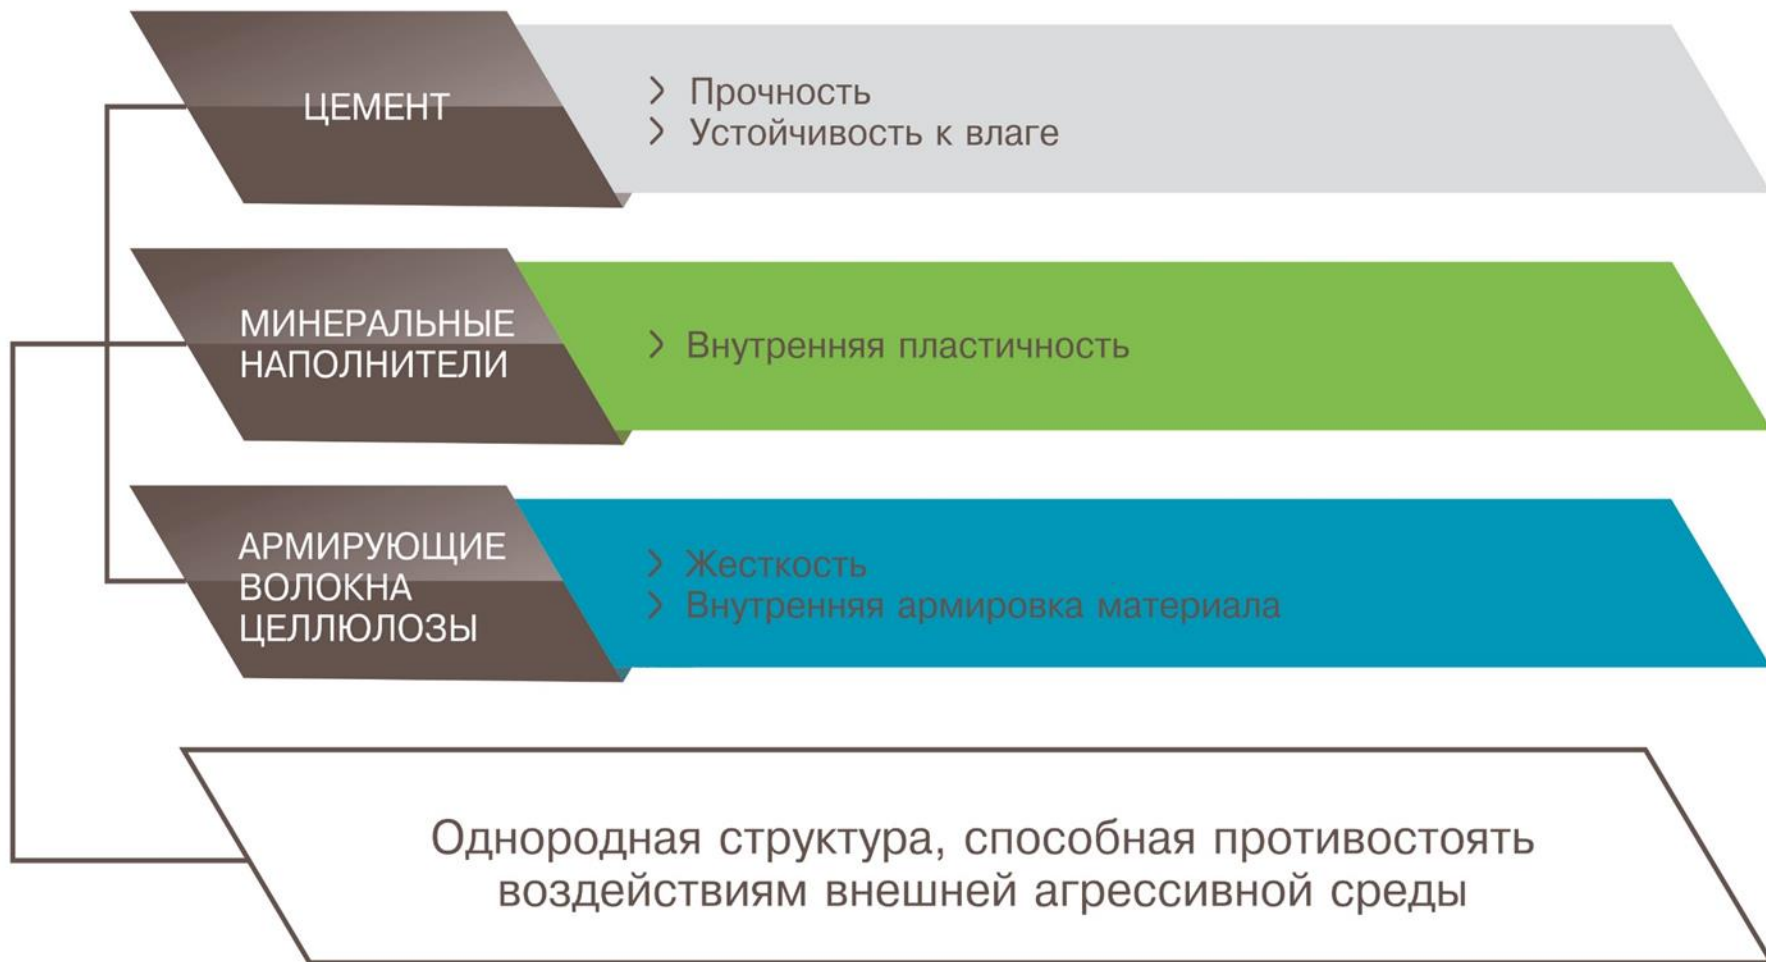 ЦЕМЕНТ
> Прочность
> Устойчивость к влаге
МИНЕРАЛЬНЫЕ
НАПОЛНИТЕЛИ
> Внутренняя пластичность
АРМИРУЮЩИЕ
ВОЛОКНА
ЦЕЛЛЮЛОЗЫ
> Жесткость
> Внутренняя армировка материала
Однородная структура, способная противостоять
воздействиям внешней агрессивной среды